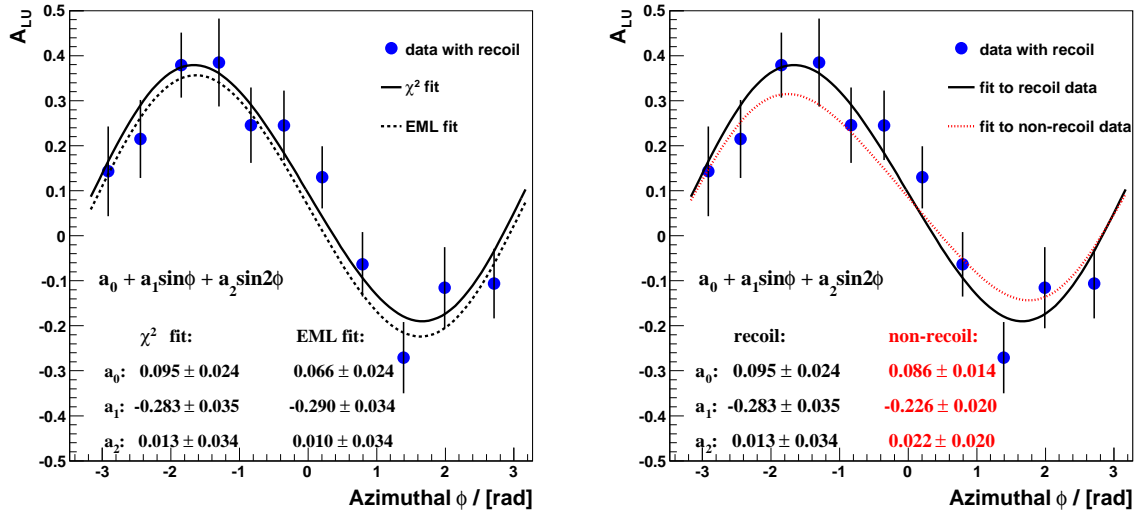 A_LU
0.5
0.4
0.3
0.2
0.1
0
-0.1
-0.2
-0.3
-0.4
-0.5
data with recoil
χ² fit
EML fit
a₀ + a₁sinϕ + a₂sin2ϕ
χ² fit: EML fit:
a₀: 0.095 ± 0.024 0.066 ± 0.024
a₁: -0.283 ± 0.035 -0.290 ± 0.034
a₂: 0.013 ± 0.034 0.010 ± 0.034
-3 -2 -1 0 1 2 3
Azimuthal ϕ / [rad]
A_LU
0.5
0.4
0.3
0.2
0.1
0
-0.1
-0.2
-0.3
-0.4
-0.5
data with recoil
fit to recoil data
fit to non-recoil data
a₀ + a₁sinϕ + a₂sin2ϕ
recoil: non-recoil:
a₀: 0.095 ± 0.024 0.086 ± 0.014
a₁: -0.283 ± 0.035 -0.226 ± 0.020
a₂: 0.013 ± 0.034 0.022 ± 0.020
-3 -2 -1 0 1 2 3
Azimuthal ϕ / [rad]